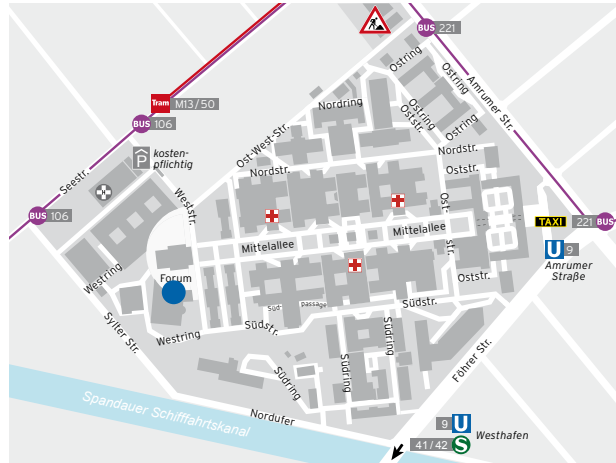 BUS 221
Ostring
Ostring
Amrumer Str.
Ostring
Oststr.
Ostring
Nordring
Tram M13/50
BUS 106
Seestr.
P kosten-
pflichtig
Ost-West-Str.
Nordstr.
Nordstr.
Oststr.
Weststr.
BUS 106
Mittelallee
Mittelallee
Ost-
str.
TAXI
221 BUS
U 9
Amrumer
Straße
Westring
Forum
Oststr.
Süd-
passage
Südstr.
Südstr.
Westring
Sylter Str.
Südring
Südring
Südring
Föhrer Str.
Spandauer Schifffahrtskanal
Nordufer
9 U
41/42 S
Westhafen